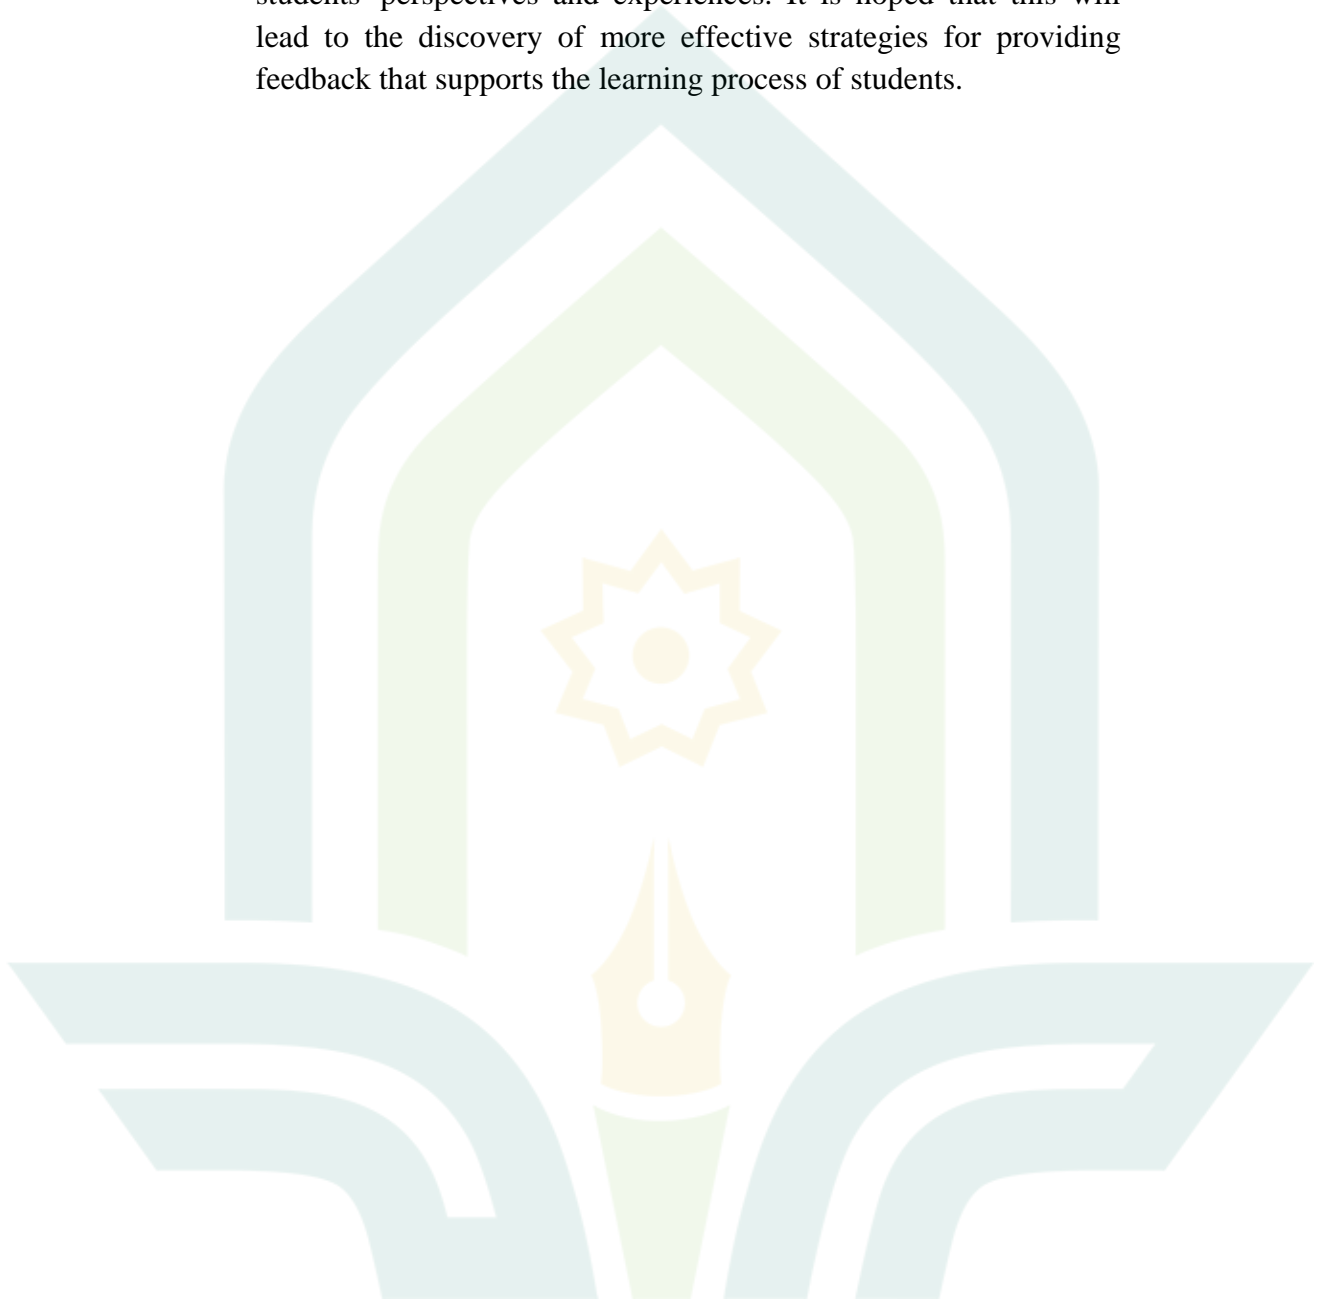 students' perspectives and experiences. It is hoped that this will
lead to the discovery of more effective strategies for providing
feedback that supports the learning process of students.